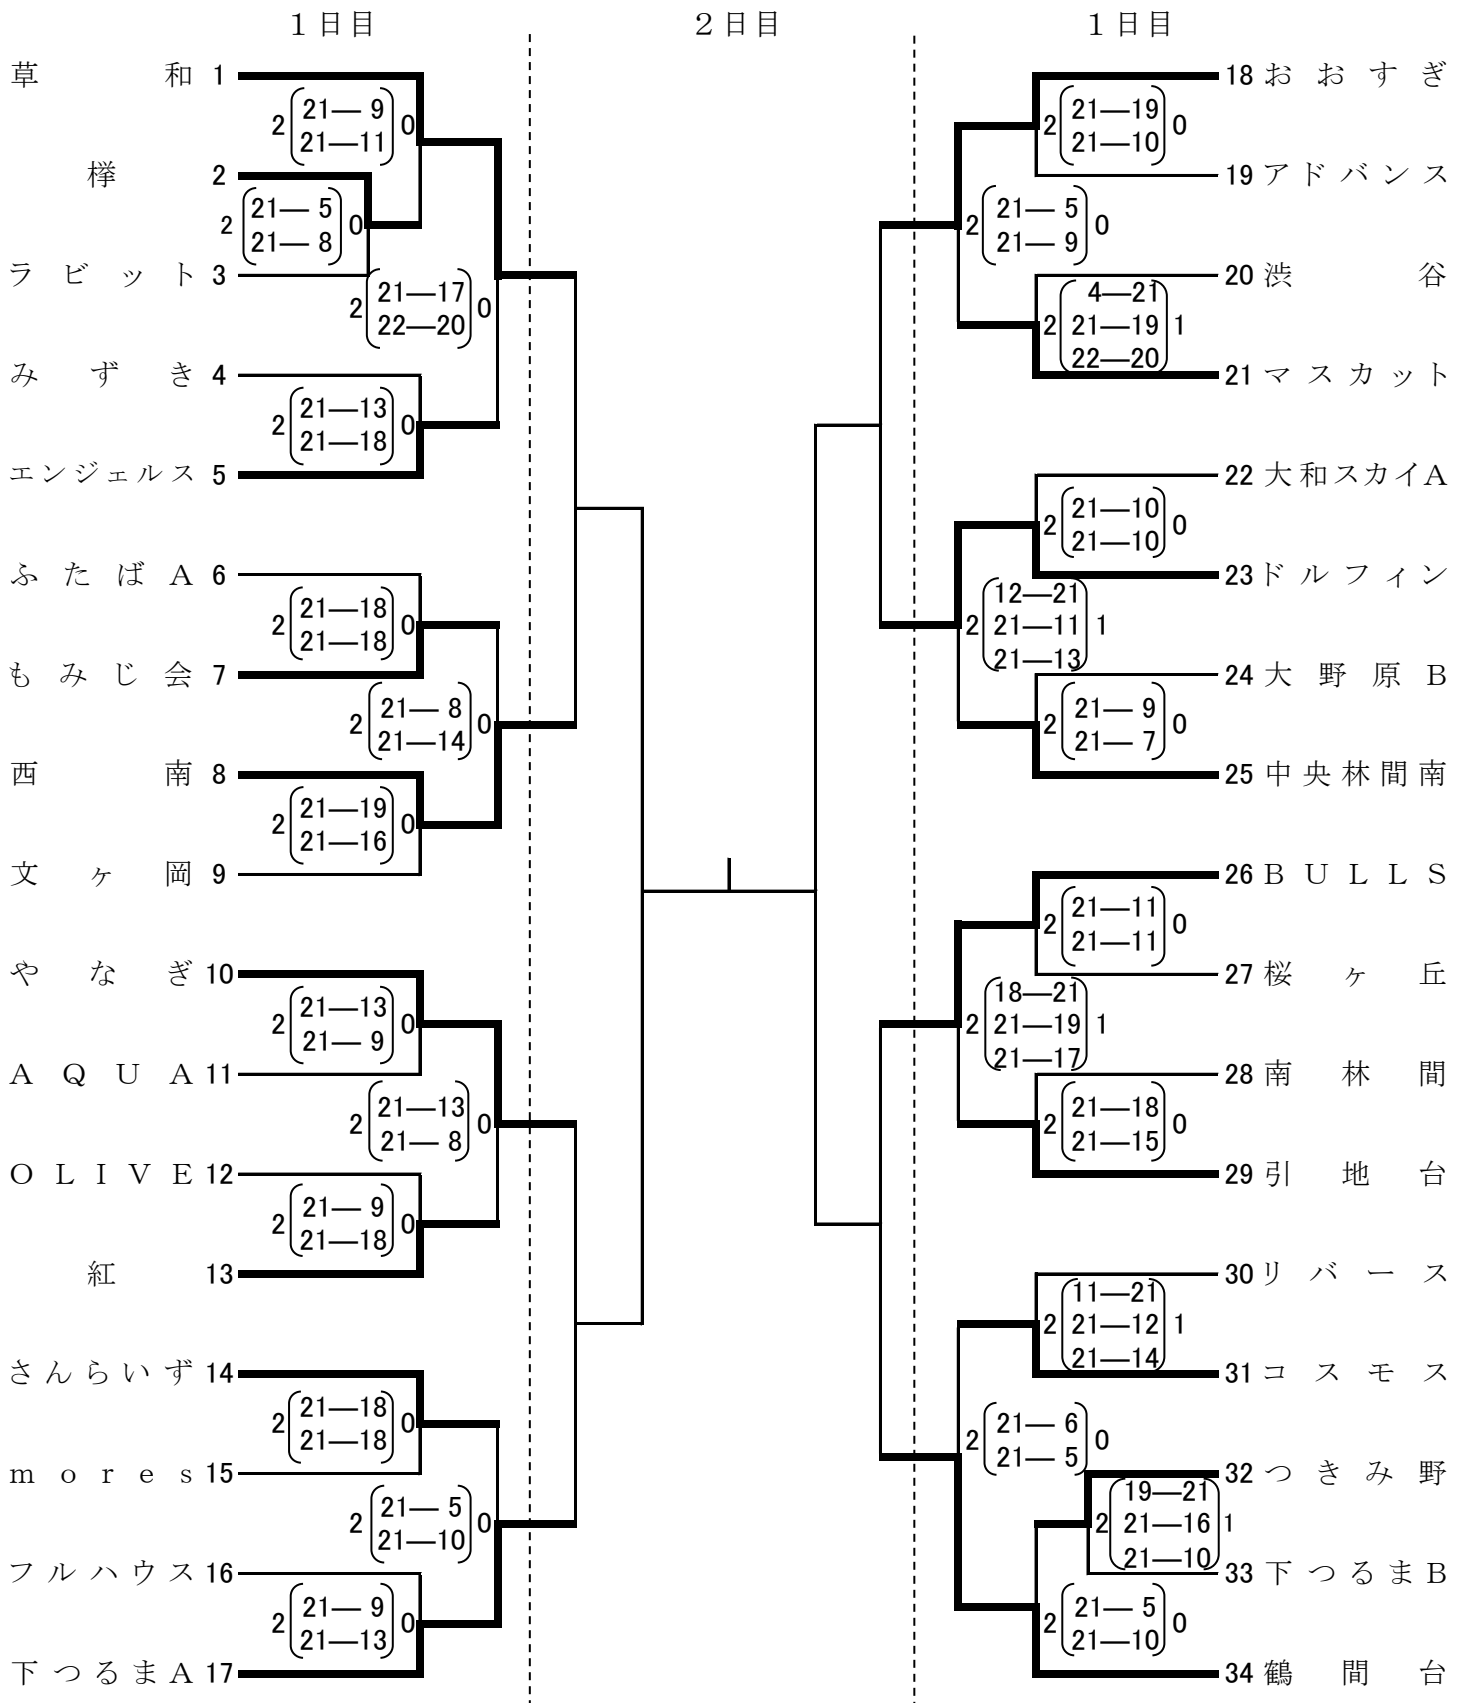 1日目 2日目 1日目
草和 1
2 21― 9 0
21―11
欅 2
2 21― 5 0
21― 8
ラビット 3
2 21―17 0
22―20
みずき 4
2 21―13 0
21―18
エンジェルス 5
ふたばA 6
2 21―18 0
21―18
もみじ会 7
2 21― 8 0
21―14
西南 8
2 21―19 0
21―16
文ヶ岡 9
やなぎ 10
2 21―13 0
21― 9
AQUA 11
2 21―13 0
21― 8
OLIVE 12
2 21― 9 0
21―18
紅 13
さんらいず 14
2 21―18 0
21―18
mores 15
2 21― 5 0
21―10
フルハウス 16
2 21― 9 0
21―13
下つるまA 17
18 おおすぎ
2 21―19 0
21―10
19 アドバンス
2 21― 5 0
21― 9
20 渋谷
4―21
2 21―19 1
22―20
21 マスカット
22 大和スカイA
2 21―10 0
21―10
23 ドルフィン
12―21
2 21―11 1
21―13
24 大野原B
2 21― 9 0
21― 7
25 中央林間南
26 BULLS
2 21―11 0
21―11
27 桜ヶ丘
18―21
2 21―19 1
21―17
28 南林間
2 21―18 0
21―15
29 引地台
30 リバース
11―21
2 21―12 1
21―14
31 コスモス
2 21― 6 0
21― 5
32 つきみ野
19―21
2 21―16 1
21―10
33 下つるまB
2 21― 5 0
21―10
34 鶴間台